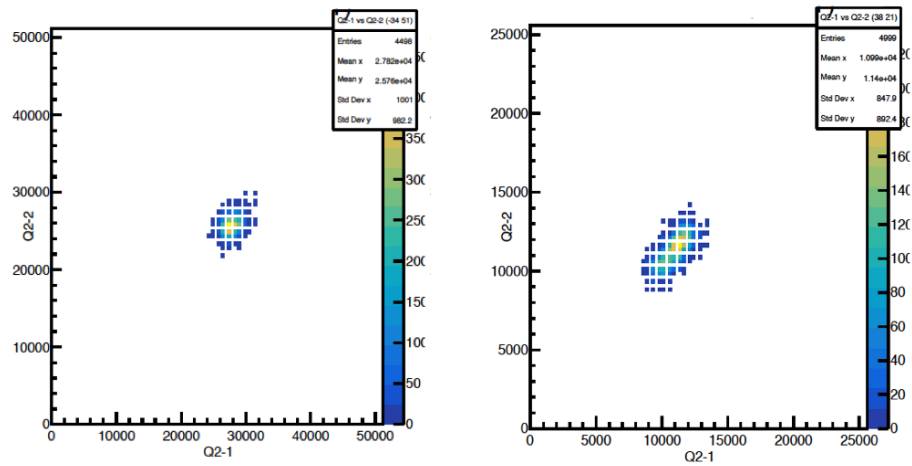 Q2-1 vs Q2-2 (-34 51)
Entries 4498
Mean x 2.782e+04
Mean y 2.576e+04
Std Dev x 1001
Std Dev y 982.2
50000
40000
30000
20000
10000
0
Q2-2
0 10000 20000 30000 40000 50000
Q2-1
350
300
250
200
150
100
50
0
Q2-1 vs Q2-2 (38 21)
Entries 4999
Mean x 1.099e+04
Mean y 1.14e+04
Std Dev x 847.9
Std Dev y 892.4
25000
20000
15000
10000
5000
0
Q2-2
0 5000 10000 15000 20000 25000
Q2-1
160
140
120
100
80
60
40
20
0